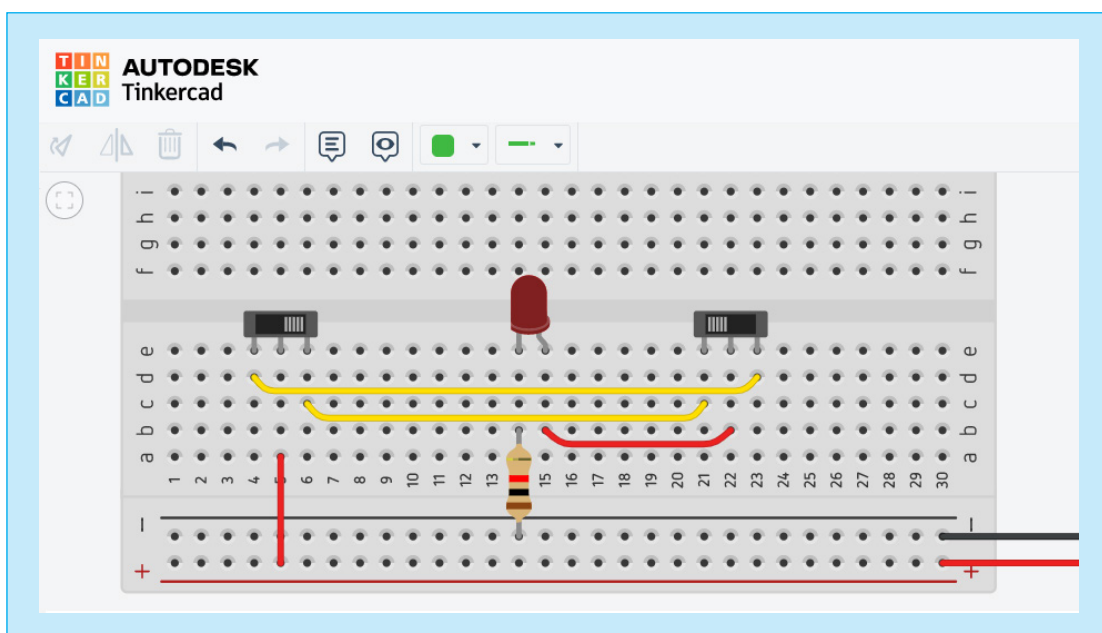 TIN
KER
CAD
AUTODESK
Tinkercad
i i
h h
g g
f f
e e
d d
c c
b b
a a
1 2 3 4 5 6 7 8 9 10 11 12 13 15 16 17 18 19 20 21 22 23 24 25 26 27 28 29 30
− −
+ +